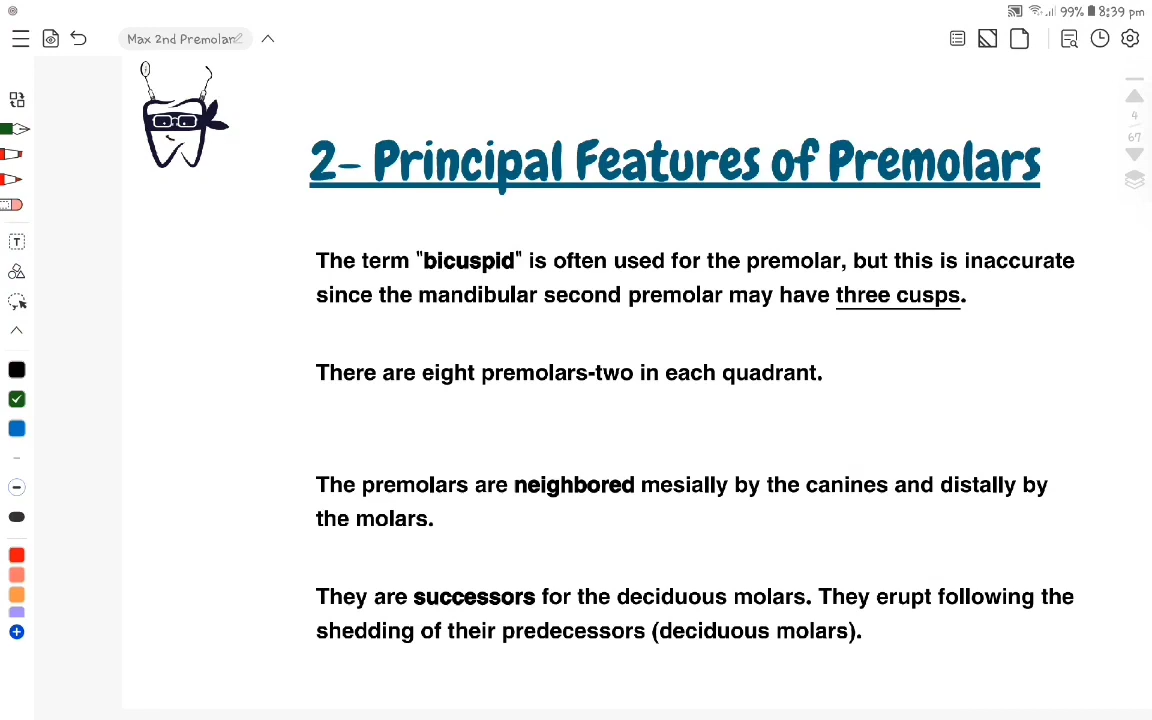 99% 8:39 pm
Max 2nd Premolar2
4
67
T
2- Principal Features of Premolars
The term "bicuspid" is often used for the premolar, but this is inaccurate
since the mandibular second premolar may have three cusps.
There are eight premolars-two in each quadrant.
The premolars are neighbored mesially by the canines and distally by
the molars.
They are successors for the deciduous molars. They erupt following the
shedding of their predecessors (deciduous molars).